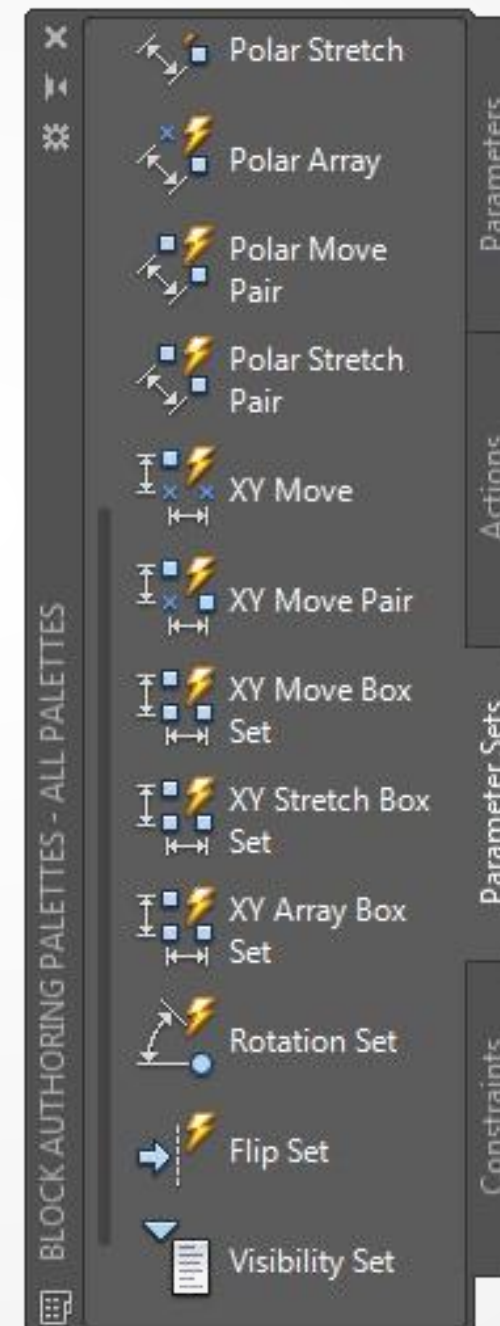 Polar Stretch
Polar Array
Polar Move
Pair
Polar Stretch
Pair
XY Move
XY Move Pair
XY Move Box
Set
XY Stretch Box
Set
XY Array Box
Set
Rotation Set
Flip Set
Visibility Set
BLOCK AUTHORING PALETTES - ALL PALETTES
Parameters
Actions
Parameter Sets
Constraints